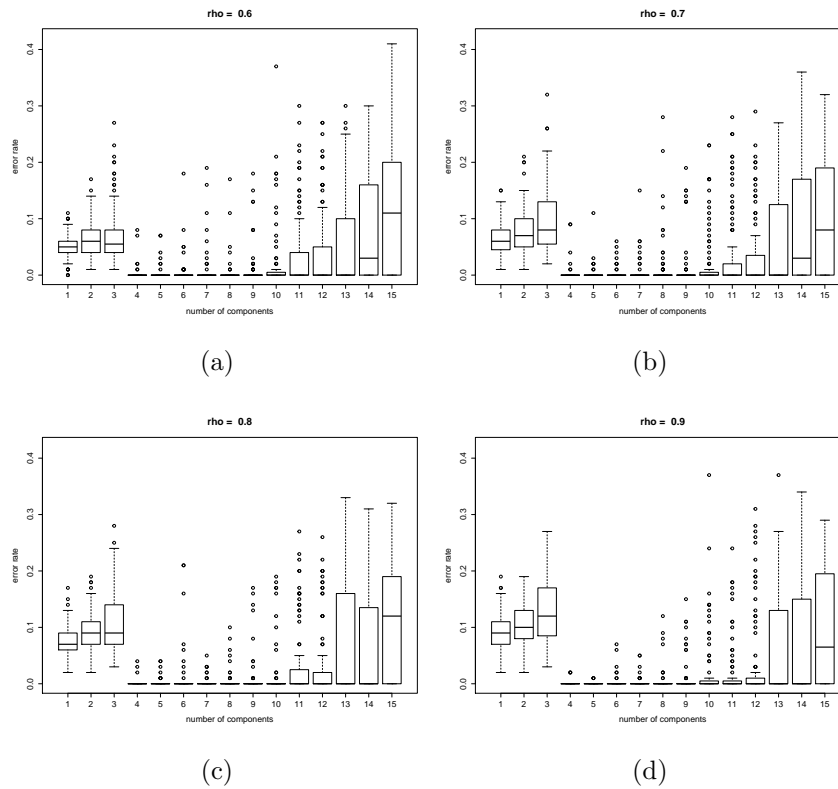 rho = 0.6
0.4
0.3
0.2
0.1
0.0
error rate
1 2 3 4 5 6 7 8 9 10 11 12 13 14 15
number of components
(a)
rho = 0.7
0.4
0.3
0.2
0.1
0.0
error rate
1 2 3 4 5 6 7 8 9 10 11 12 13 14 15
number of components
(b)
rho = 0.8
0.4
0.3
0.2
0.1
0.0
error rate
1 2 3 4 5 6 7 8 9 10 11 12 13 14 15
number of components
(c)
rho = 0.9
0.4
0.3
0.2
0.1
0.0
error rate
1 2 3 4 5 6 7 8 9 10 11 12 13 14 15
number of components
(d)